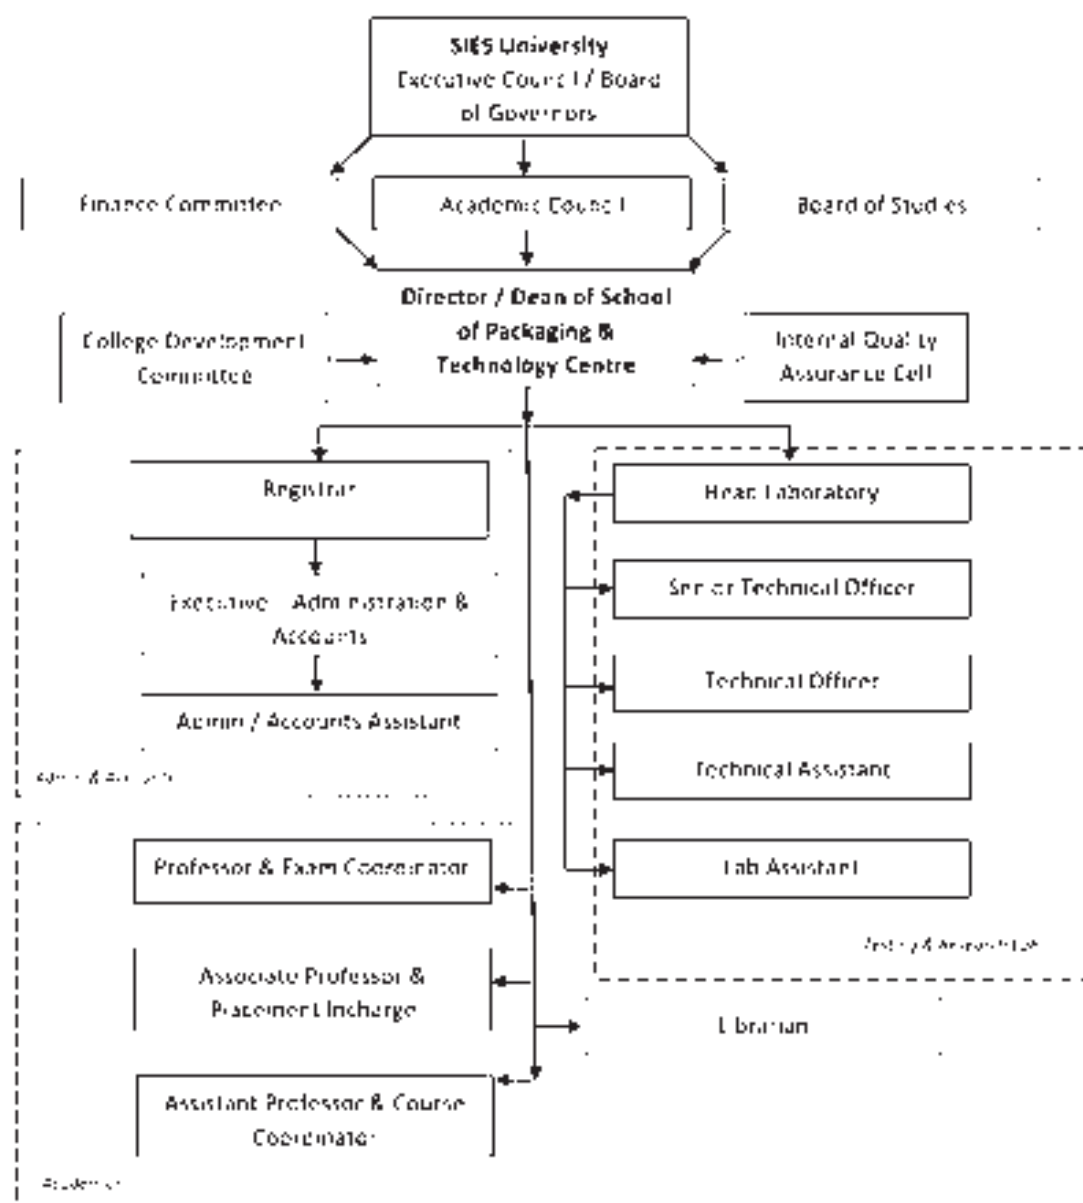 SIES University
Executive Council / Board
of Governors
Finance Committee
Academic Council
Board of Studies
Director / Dean of School
of Packaging &
Technology Centre
College Development
Committee
Internal Quality
Assurance Cell
Registrar
Head Laboratory
Executive Administration &
Accounts
Senior Technical Officer
Technical Officer
Admin / Accounts Assistant
Technical Assistant
Professor & Exam Coordinator
Lab Assistant
Associate Professor &
Placement Incharge
Librarian
Assistant Professor & Course
Coordinator